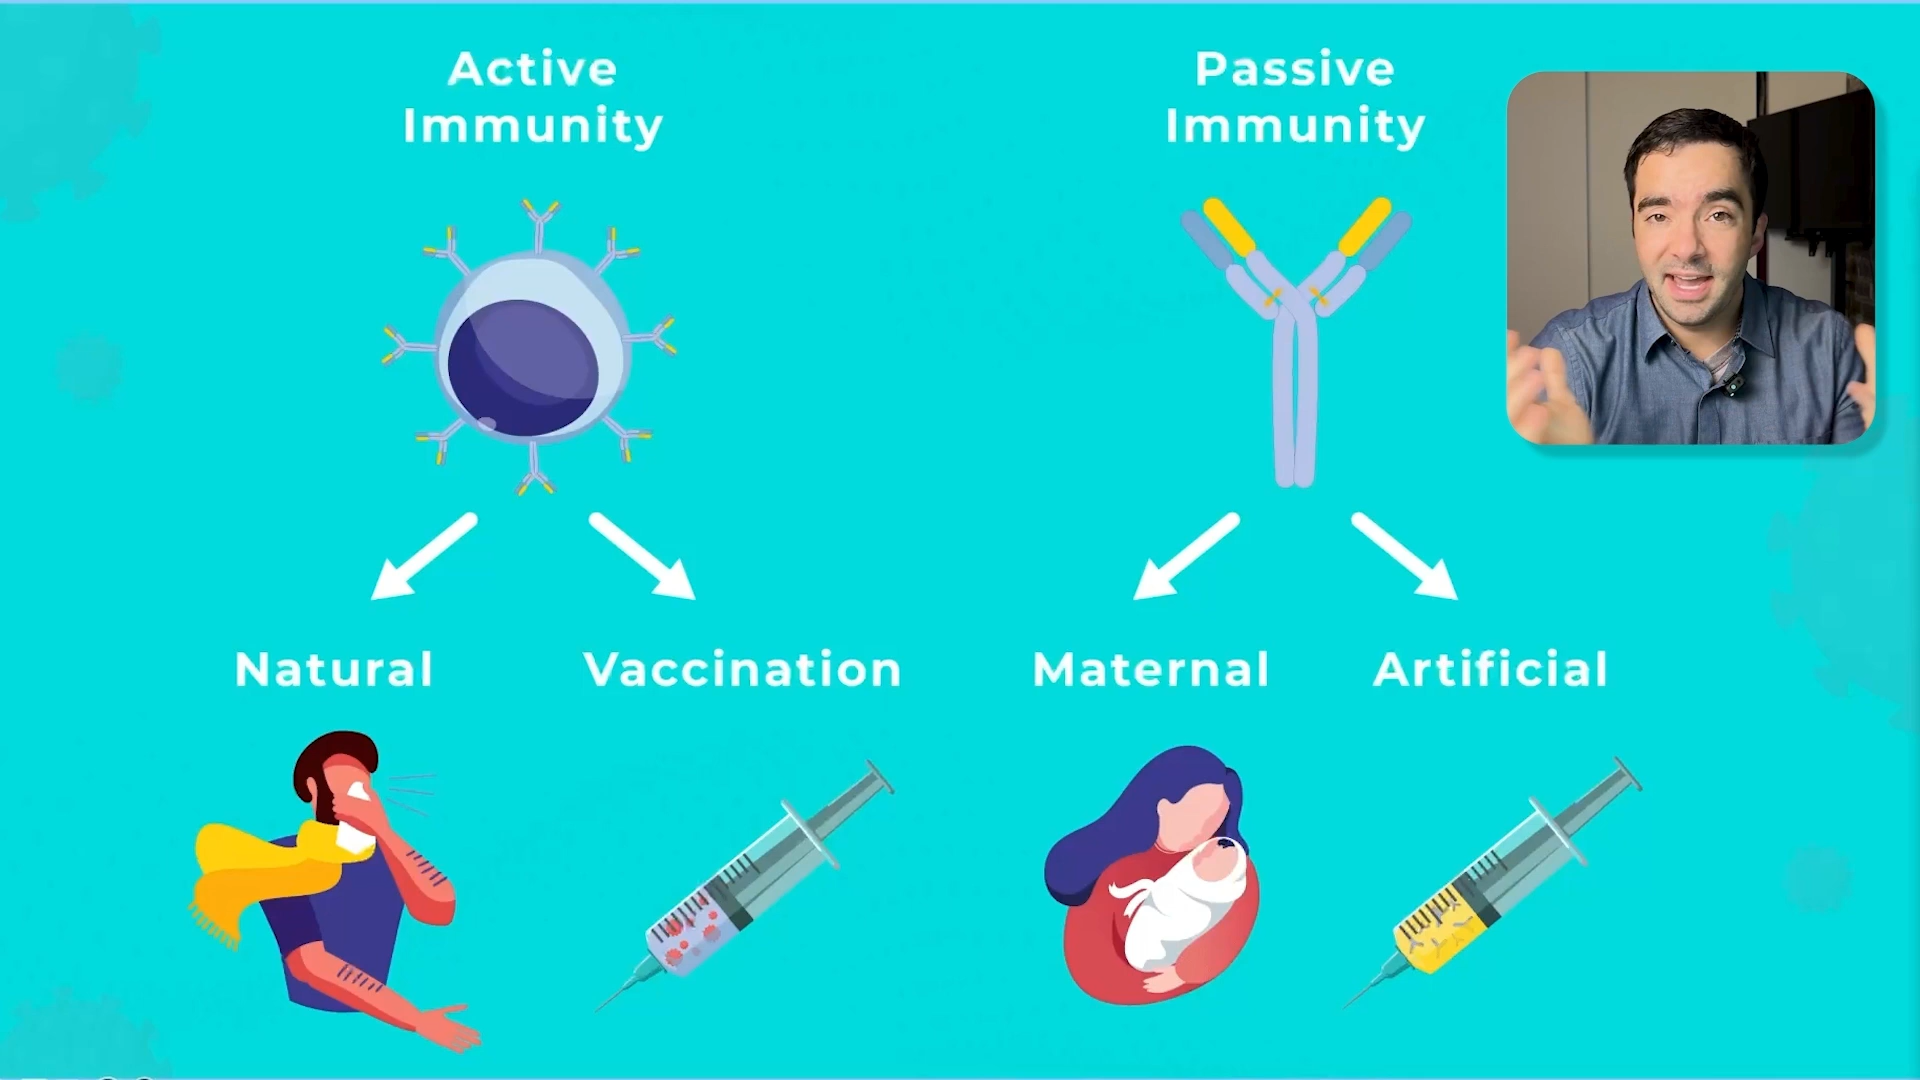 Active
Immunity
Passive
Immunity
Natural
Vaccination
Maternal
Artificial